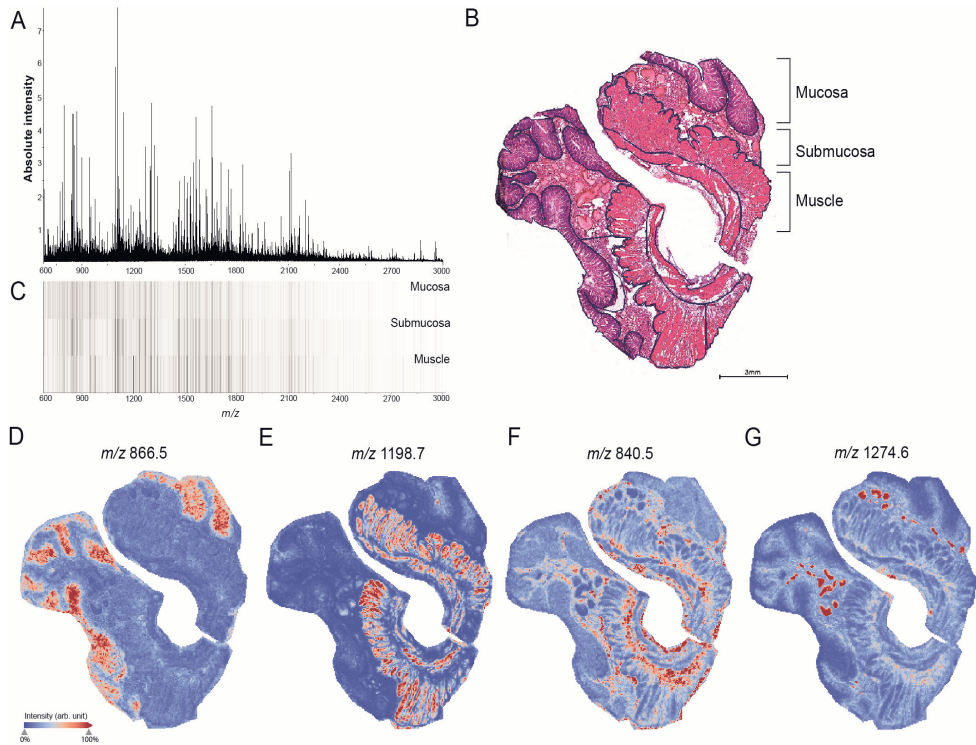 A
Absolute intensity
7
6
5
4
3
2
1
600 900 1200 1500 1800 2100 2400 2700 3000
B
Mucosa
Submucosa
Muscle
3mm
C
Mucosa
Submucosa
Muscle
600 900 1200 1500 1800 2100 2400 2700 3000
m/z
D
m/z 866.5
E
m/z 1198.7
F
m/z 840.5
G
m/z 1274.6
Intensity (arb. unit)
0% 100%